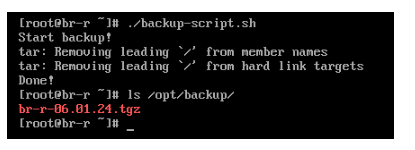 [root@br-r ~]# ./backup-script.sh
Start backup!
tar: Removing leading `/' from member names
tar: Removing leading `/' from hard link targets
Done!
[root@br-r ~]# ls /opt/backup/
br-r-06.01.24.tgz
[root@br-r ~]# _